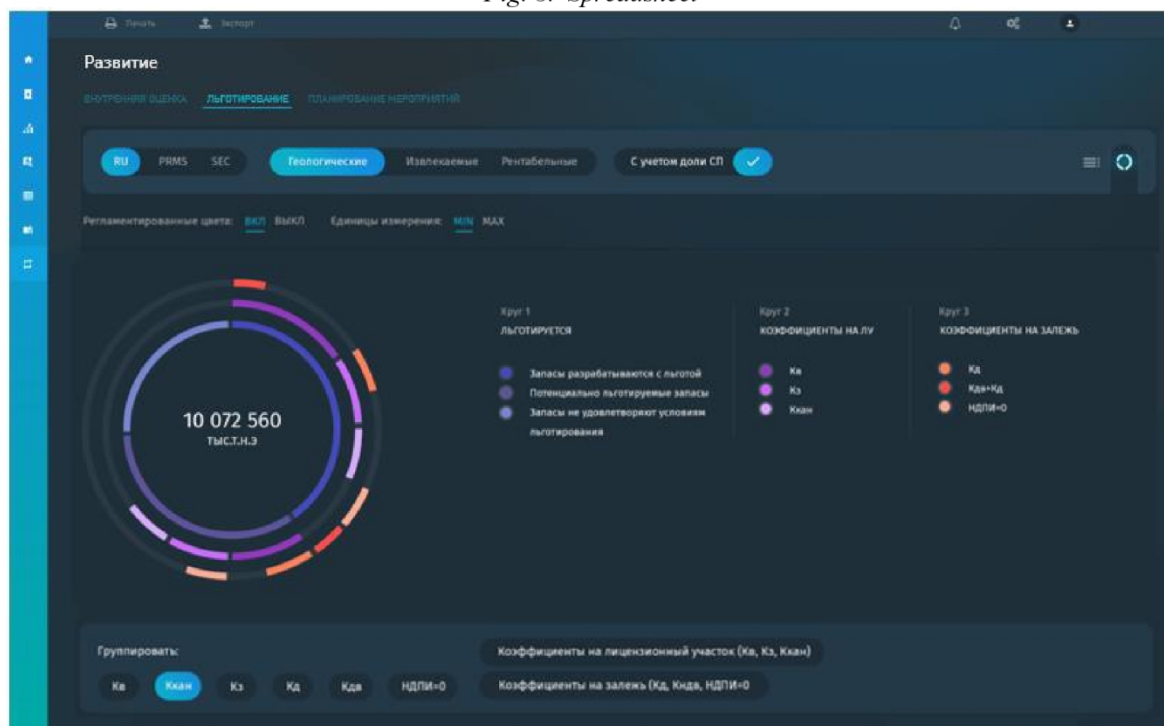 Fig. 8. Spreadsheet
Печать Экспорт
Развитие
ВНУТРЕННЯЯ ОЦЕНКА ЛЬГОТИРОВАНИЕ ПЛАНИРОВАНИЕ МЕРОПРИЯТИЙ
RU PRMS SEC Геологические Извлекаемые Рентабельные С учетом доли СП
Регламентированные цвета: ВКЛ ВЫКЛ Единицы измерения: MIN MAX
Круг 1
ЛЬГОТИРУЕТСЯ
Запасы разрабатываются с льготой
Потенциально льготируемые запасы
Запасы не удовлетворяют условиям
льготирования
Круг 2
КОЭФФИЦИЕНТЫ НА ЛУ
Кв
Кз
Ккан
Круг 3
КОЭФФИЦИЕНТЫ НА ЗАЛЕЖЬ
Кд
Кдв+Кд
НДПИ=0
10 072 560
ТЫС.Т.Н.Э
Группировать:
Кв Ккан Кз Кд Кдв НДПИ=0
Коэффициенты на лицензионный участок (Кв, Кз, Ккан)
Коэффициенты на залежь (Кд, Кндв, НДПИ=0